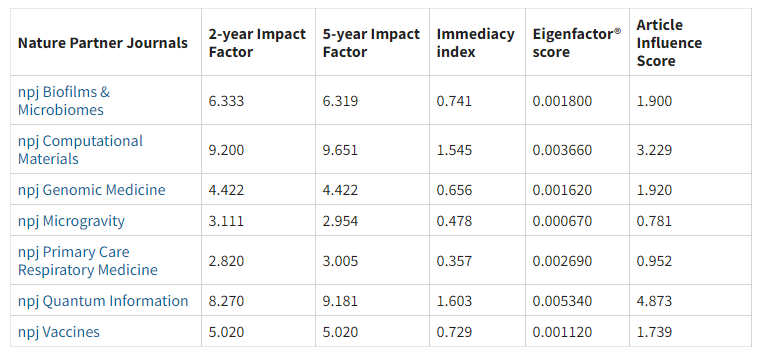 Nature Partner Journals 2-year Impact Factor 5-year Impact Factor Immediacy index Eigenfactor® score Article Influence Score
npj Biofilms & Microbiomes 6.333 6.319 0.741 0.001800 1.900
npj Computational Materials 9.200 9.651 1.545 0.003660 3.229
npj Genomic Medicine 4.422 4.422 0.656 0.001620 1.920
npj Microgravity 3.111 2.954 0.478 0.000670 0.781
npj Primary Care Respiratory Medicine 2.820 3.005 0.357 0.002690 0.952
npj Quantum Information 8.270 9.181 1.603 0.005340 4.873
npj Vaccines 5.020 5.020 0.729 0.001120 1.739